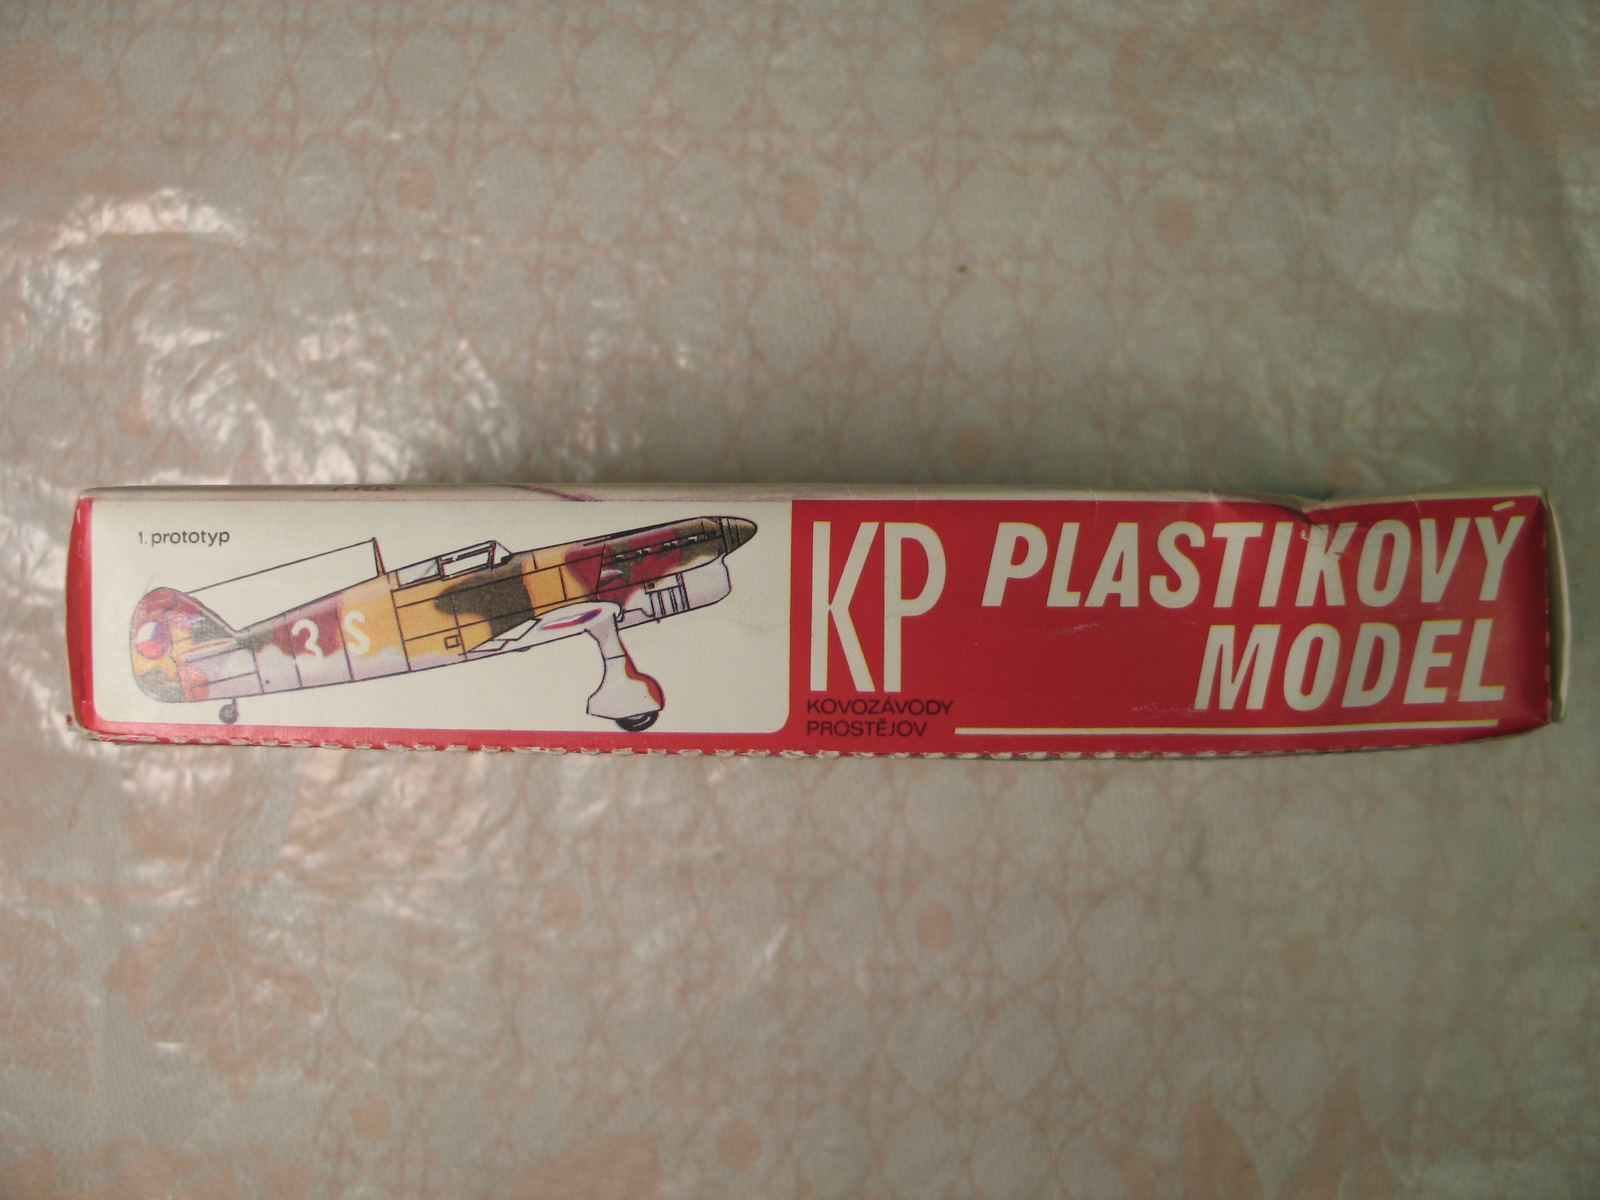 1. prototyp
3 S
KP
KOVOZÁVODY
PROSTĚJOV
PLASTIKOVÝ
MODEL